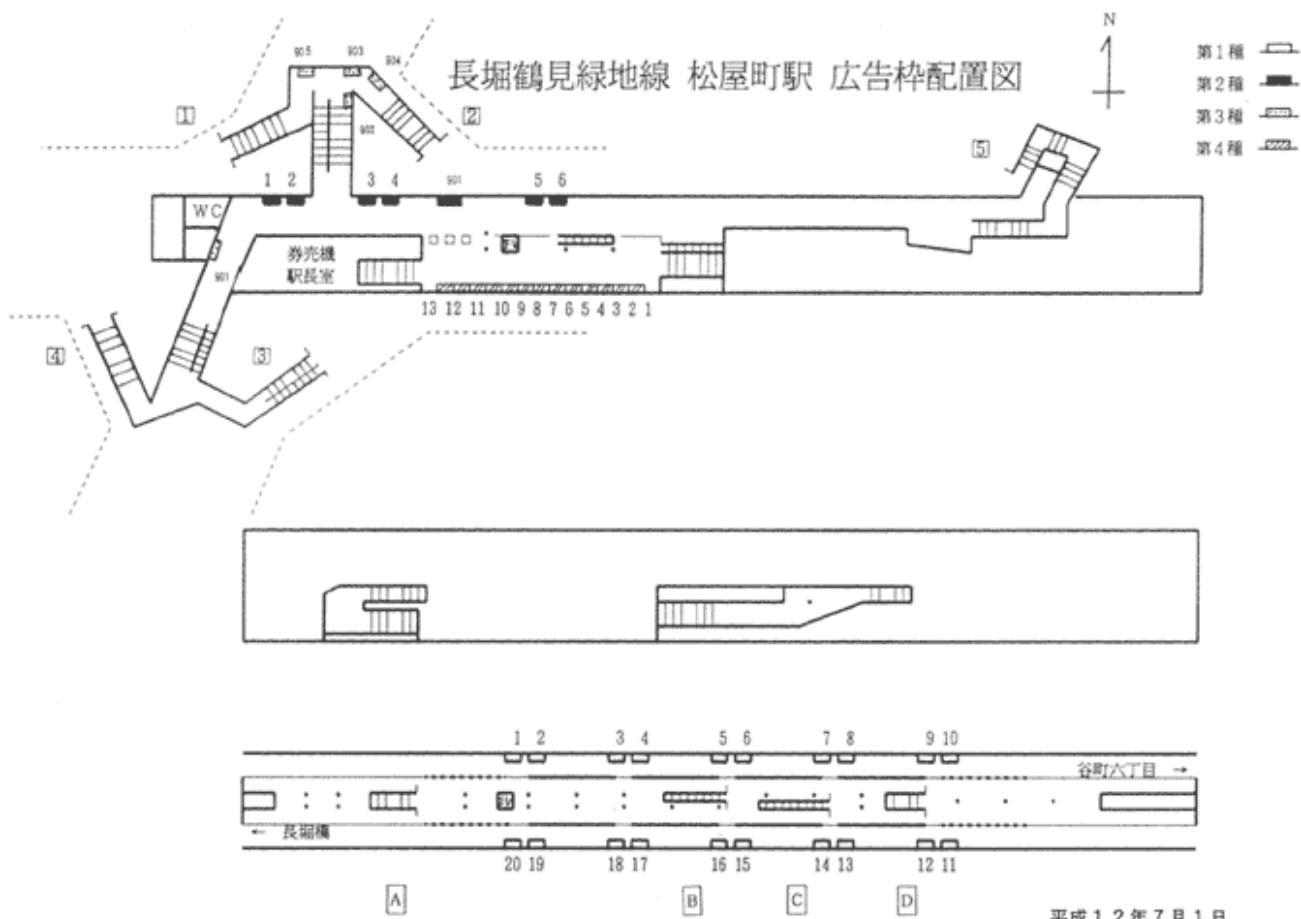 長堀鶴見緑地線 松屋町駅 広告枠配置図
N
第1種
第2種
第3種
第4種
905 903 904
902
1 2
5
1 2 3 4 901 5 6
WC
券売機
駅長室
901
EV
13 12 11 10 9 8 7 6 5 4 3 2 1
4 3
1 2 3 4 5 6 7 8 9 10
谷町六丁目 →
EV
← 長堀橋
20 19 18 17 16 15 14 13 12 11
A B C D
平成12年7月1日